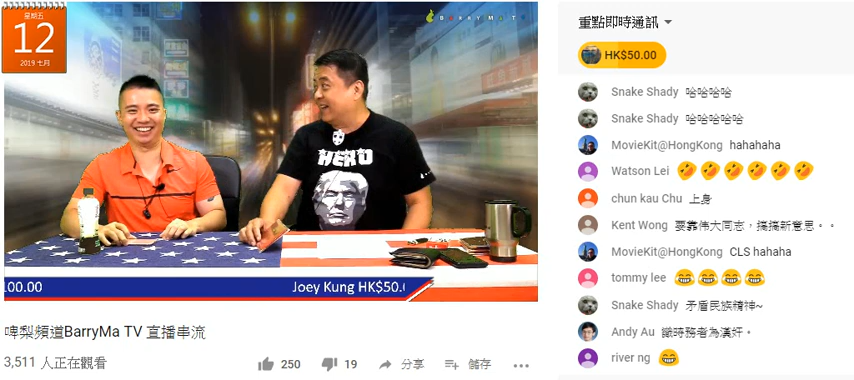 星期五
12
2019 七月
BARRYMATV
HERO
100.00
Joey Kung HK$50.0
啤梨頻道BarryMa TV 直播串流
3,511 人正在觀看
250
19
分享
儲存
重點即時通訊
HK$50.00
Snake Shady 哈哈哈哈
Snake Shady 哈哈哈哈哈
MovieKit@HongKong hahahaha
Watson Lei
chun kau Chu 上身
Kent Wong 要靠偉大同志，搞搞新意思。。
MovieKit@HongKong CLS hahaha
tommy lee
Snake Shady 矛盾民族精神~
Andy Au 識時務者為漢奸。
river ng